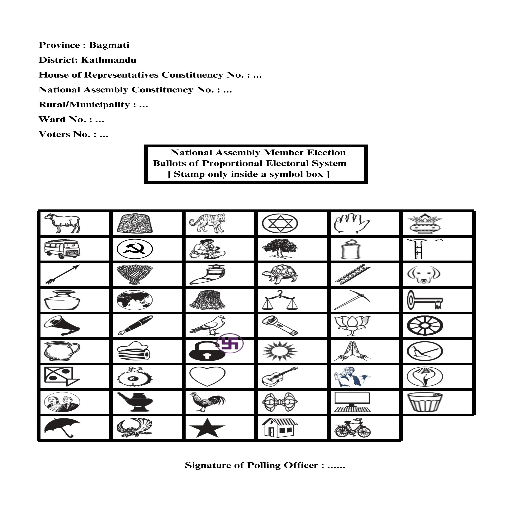 Province : Bagmati
District: Kathmandu
House of Representatives Constituency No. : ...
National Assembly Constituency No. : ...
Rural/Municipality : ...
Ward No. : ...
Voters No. : ...
National Assembly Member Election
Ballots of Proportional Electoral System
[ Stamp only inside a symbol box ]
Signature of Polling Officer : ......